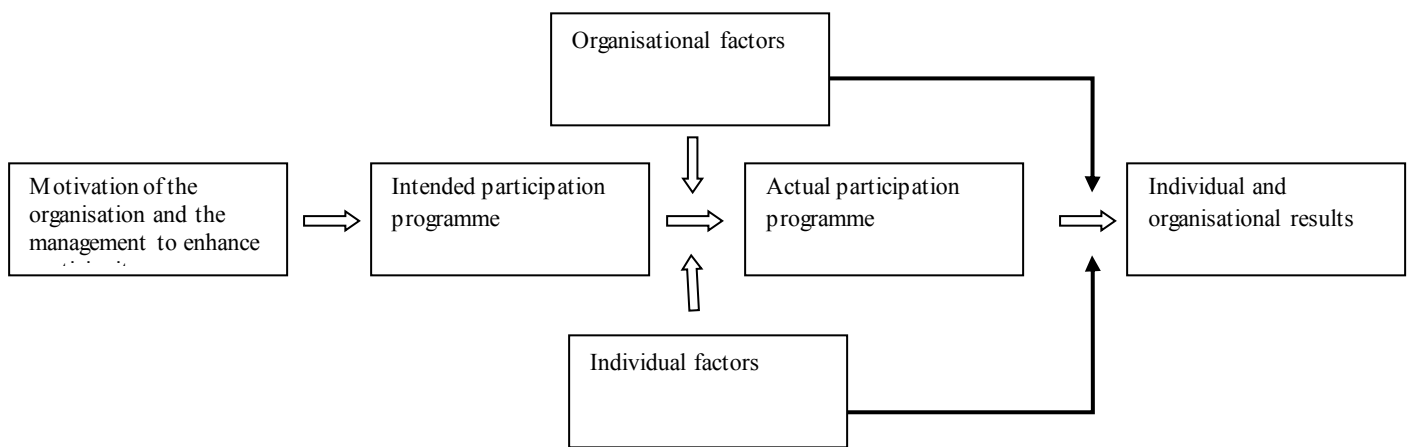 Organisational factors
Motivation of the
organisation and the
management to enhance
Intended participation
programme
Actual participation
programme
Individual and
organisational results
Individual factors